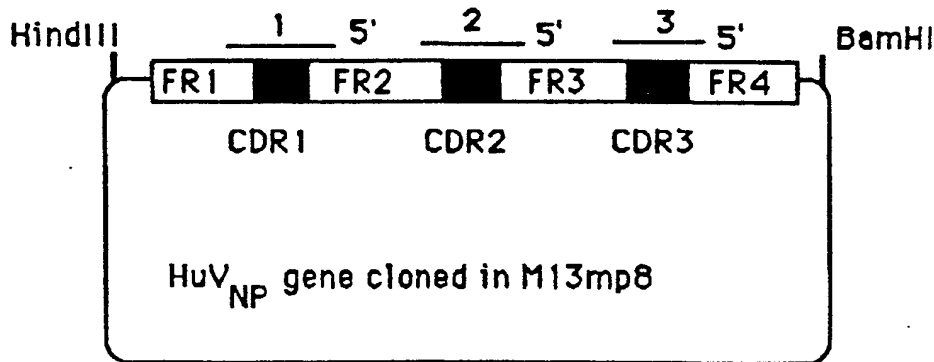 HindIII 1 5' 2 5' 3 5' BamHI
FR1 FR2 FR3 FR4
CDR1 CDR2 CDR3
HuVNP gene cloned in M13mp8